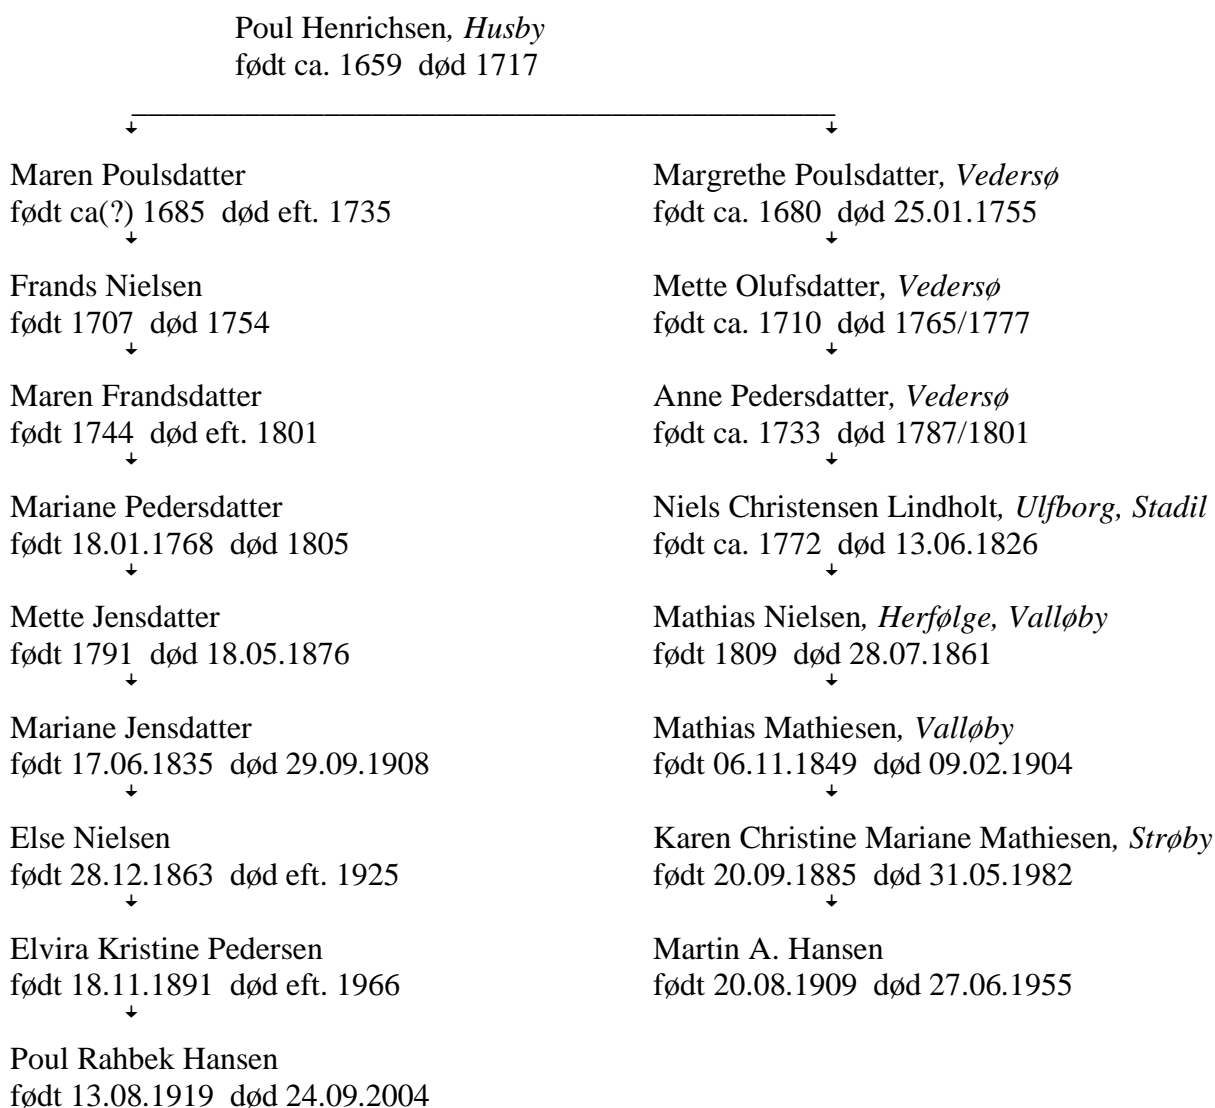 Poul Henrichsen, Husby
født ca. 1659 død 1717
Maren Poulsdatter
født ca(?) 1685 død eft. 1735
Frands Nielsen
født 1707 død 1754
Maren Frandsdatter
født 1744 død eft. 1801
Mariane Pedersdatter
født 18.01.1768 død 1805
Mette Jensdatter
født 1791 død 18.05.1876
Mariane Jensdatter
født 17.06.1835 død 29.09.1908
Else Nielsen
født 28.12.1863 død eft. 1925
Elvira Kristine Pedersen
født 18.11.1891 død eft. 1966
Poul Rahbek Hansen
født 13.08.1919 død 24.09.2004
Margrethe Poulsdatter, Vedersø
født ca. 1680 død 25.01.1755
Mette Olufsdatter, Vedersø
født ca. 1710 død 1765/1777
Anne Pedersdatter, Vedersø
født ca. 1733 død 1787/1801
Niels Christensen Lindholt, Ulfborg, Stadil
født ca. 1772 død 13.06.1826
Mathias Nielsen, Herfølge, Valløby
født 1809 død 28.07.1861
Mathias Mathiesen, Valløby
født 06.11.1849 død 09.02.1904
Karen Christine Mariane Mathiesen, Strøby
født 20.09.1885 død 31.05.1982
Martin A. Hansen
født 20.08.1909 død 27.06.1955